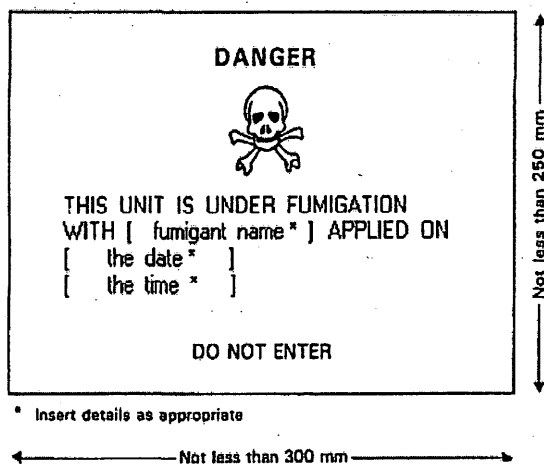 DANGER
THIS UNIT IS UNDER FUMIGATION
WITH [ fumigant name* ] APPLIED ON
[ the date* ]
[ the time * ]
DO NOT ENTER
Not less than 250 mm
* Insert details as appropriate
Not less than 300 mm